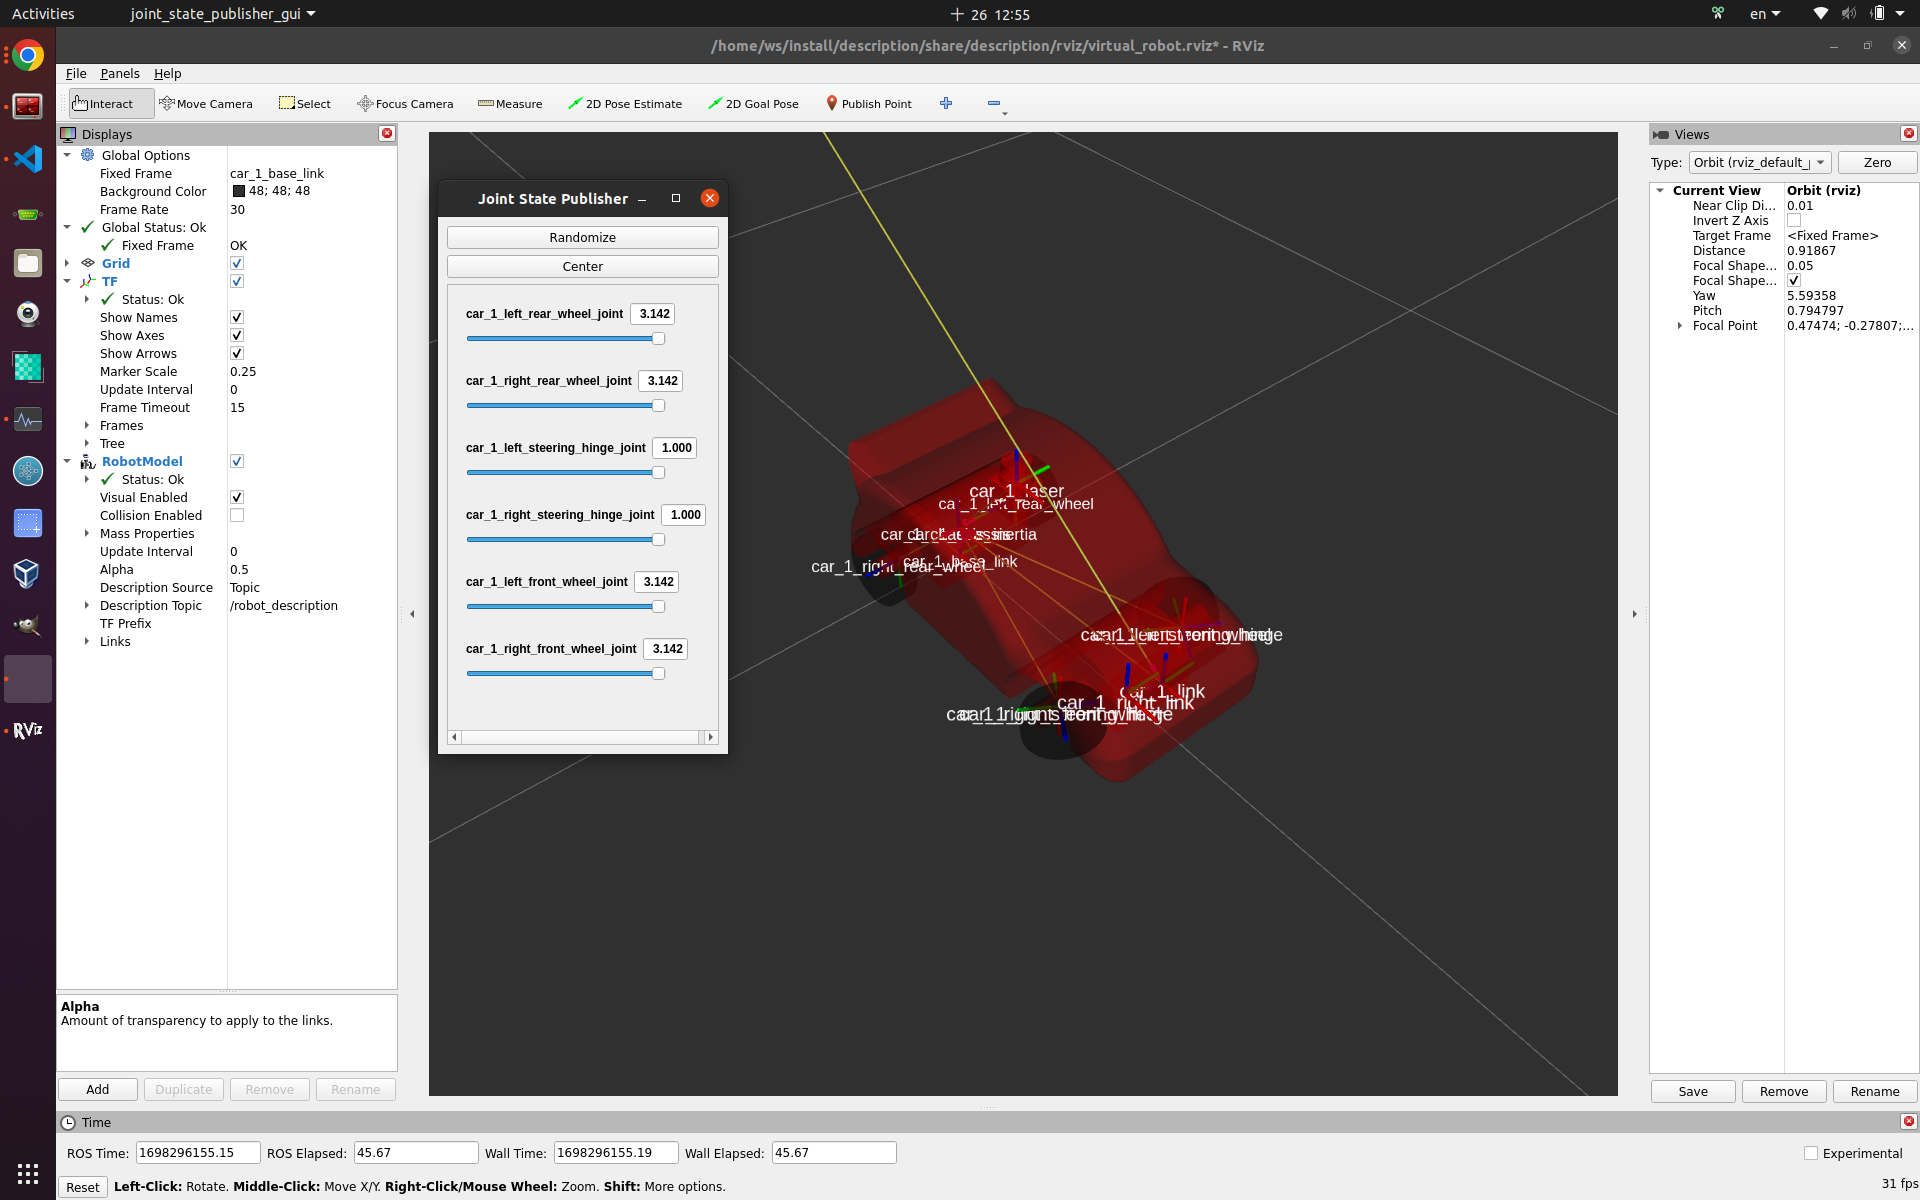 Activities
joint_state_publisher_gui
26 12:55
en
/home/ws/install/description/share/description/rviz/virtual_robot.rviz* - RViz
File Panels Help
Interact Move Camera Select Focus Camera Measure 2D Pose Estimate 2D Goal Pose Publish Point
Displays
Global Options
Fixed Frame car_1_base_link
Background Color 48; 48; 48
Frame Rate 30
Global Status: Ok
Fixed Frame OK
Grid
TF
Status: Ok
Show Names
Show Axes
Show Arrows
Marker Scale 0.25
Update Interval 0
Frame Timeout 15
Frames
Tree
RobotModel
Status: Ok
Visual Enabled
Collision Enabled
Mass Properties
Update Interval 0
Alpha 0.5
Description Source Topic
Description Topic /robot_description
TF Prefix
Links
Alpha
Amount of transparency to apply to the links.
Add Duplicate Remove Rename
RViz
Joint State Publisher
Randomize
Center
car_1_left_rear_wheel_joint 3.142
car_1_right_rear_wheel_joint 3.142
car_1_left_steering_hinge_joint 1.000
car_1_right_steering_hinge_joint 1.000
car_1_left_front_wheel_joint 3.142
car_1_right_front_wheel_joint 3.142
car_1_laser
car_1_left_rear_wheel
car_1_base_link
car_1_right_rear_wheel
car_1_link
car_1_right_link
Views
Type: Orbit (rviz_default_ Zero
Current View Orbit (rviz)
Near Clip Di... 0.01
Invert Z Axis
Target Frame <Fixed Frame>
Distance 0.91867
Focal Shape... 0.05
Focal Shape...
Yaw 5.59358
Pitch 0.794797
Focal Point 0.47474; -0.27807;...
Save Remove Rename
Time
ROS Time: 1698296155.15 ROS Elapsed: 45.67 Wall Time: 1698296155.19 Wall Elapsed: 45.67
Experimental
Reset Left-Click: Rotate. Middle-Click: Move X/Y. Right-Click/Mouse Wheel: Zoom. Shift: More options.
31 fps